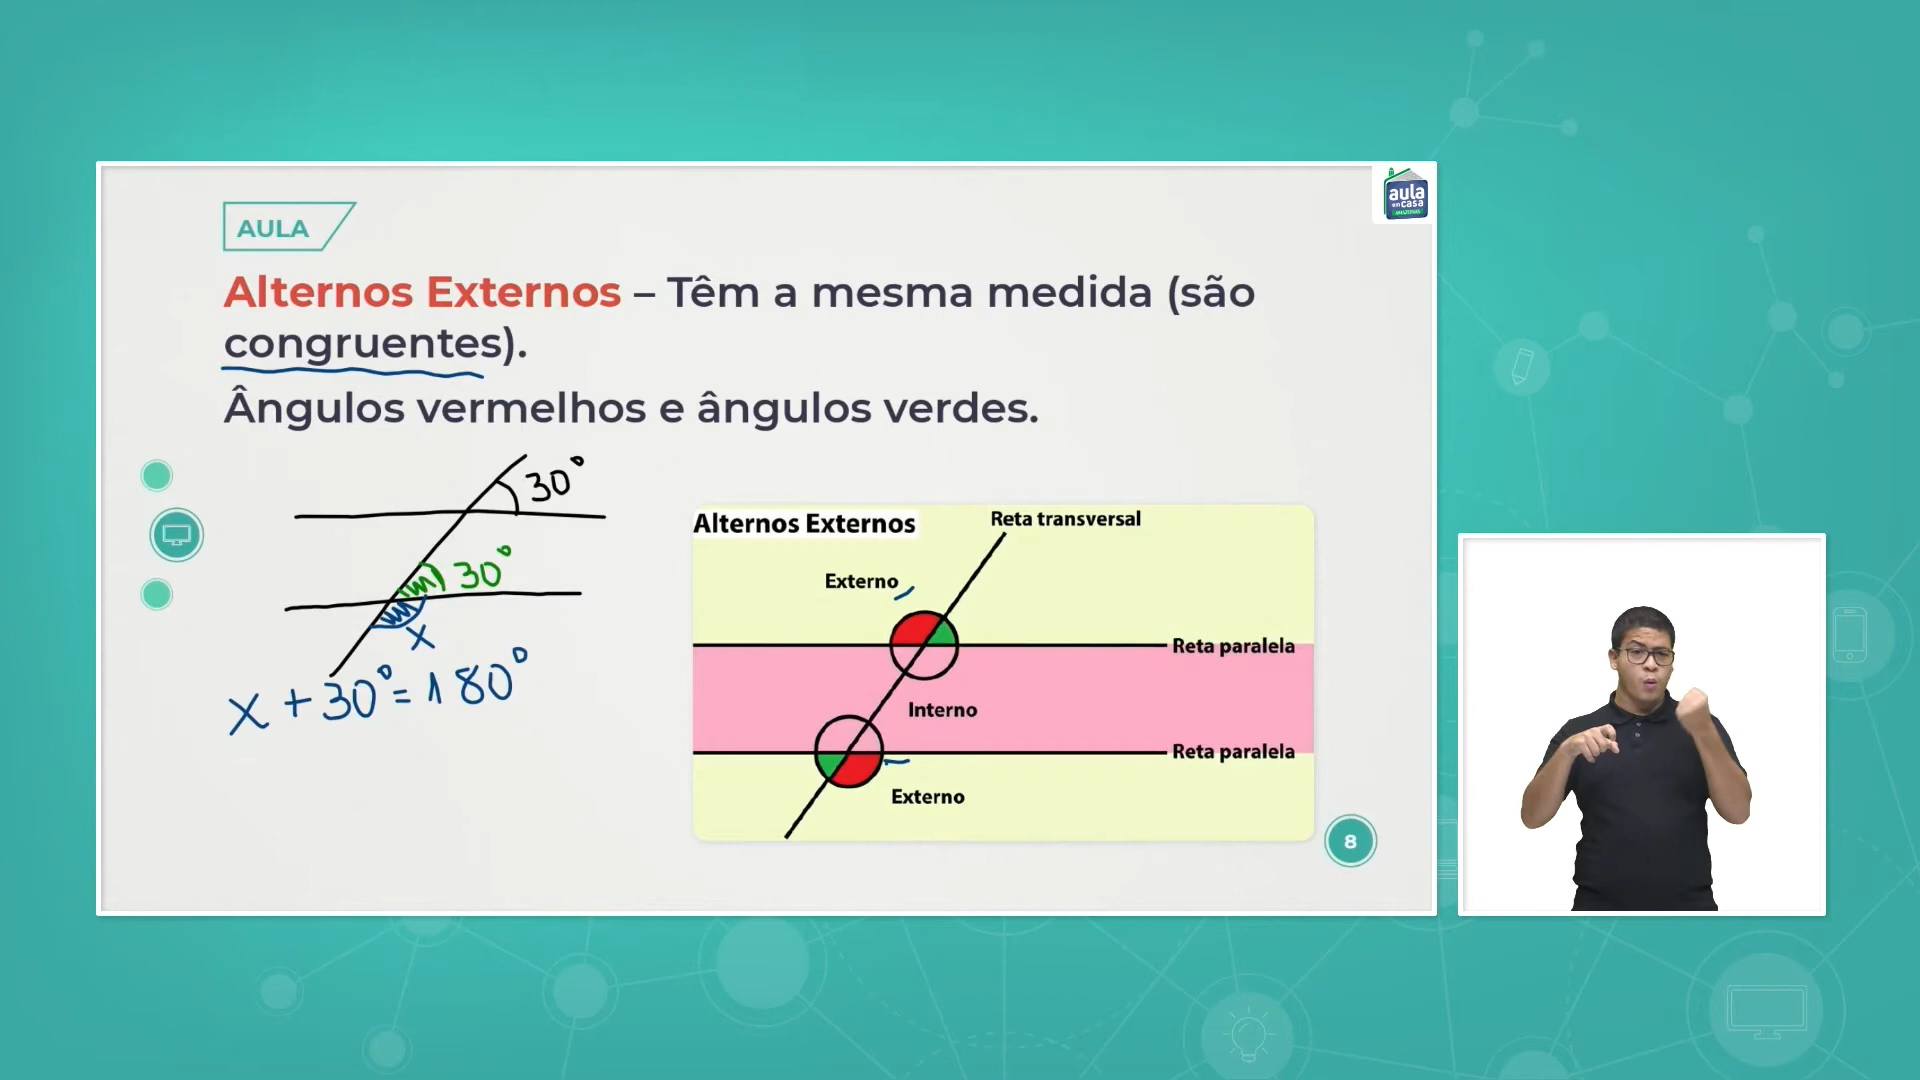 aula
em casa
AMAZONAS
AULA
Alternos Externos – Têm a mesma medida (são
congruentes).
Ângulos vermelhos e ângulos verdes.
30°
30°
x
x + 30° = 180°
Alternos Externos
Reta transversal
Externo
Reta paralela
Interno
Reta paralela
Externo
8